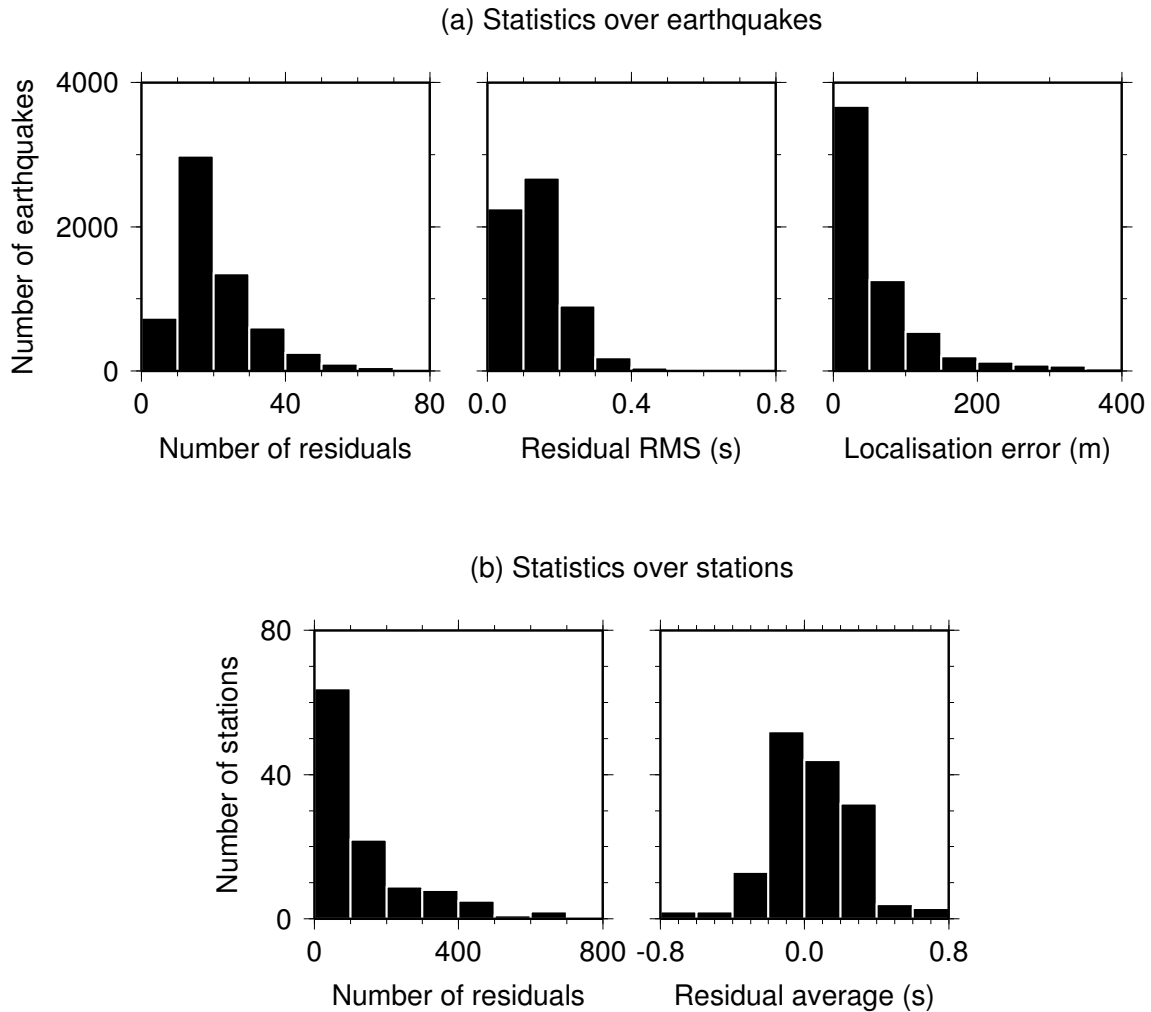 (a) Statistics over earthquakes
Number of earthquakes
4000
2000
0
0 40 80
Number of residuals
0.0 0.4 0.8
Residual RMS (s)
0 200 400
Localisation error (m)
(b) Statistics over stations
Number of stations
80
40
0
0 400 800
Number of residuals
-0.8 0.0 0.8
Residual average (s)